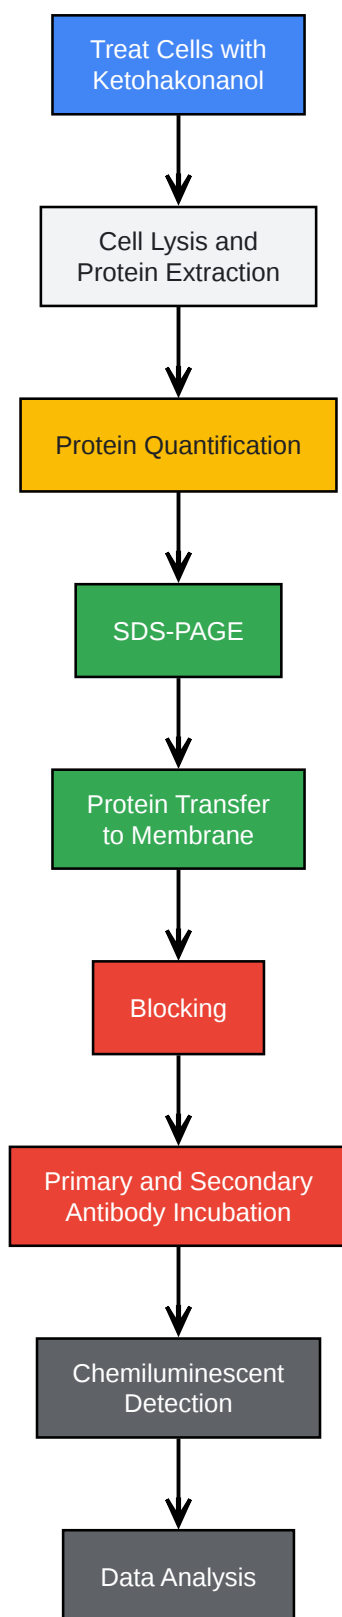 Treat Cells with
Ketohakonanol
Cell Lysis and
Protein Extraction
Protein Quantification
SDS-PAGE
Protein Transfer
to Membrane
Blocking
Primary and Secondary
Antibody Incubation
Chemiluminescent
Detection
Data Analysis